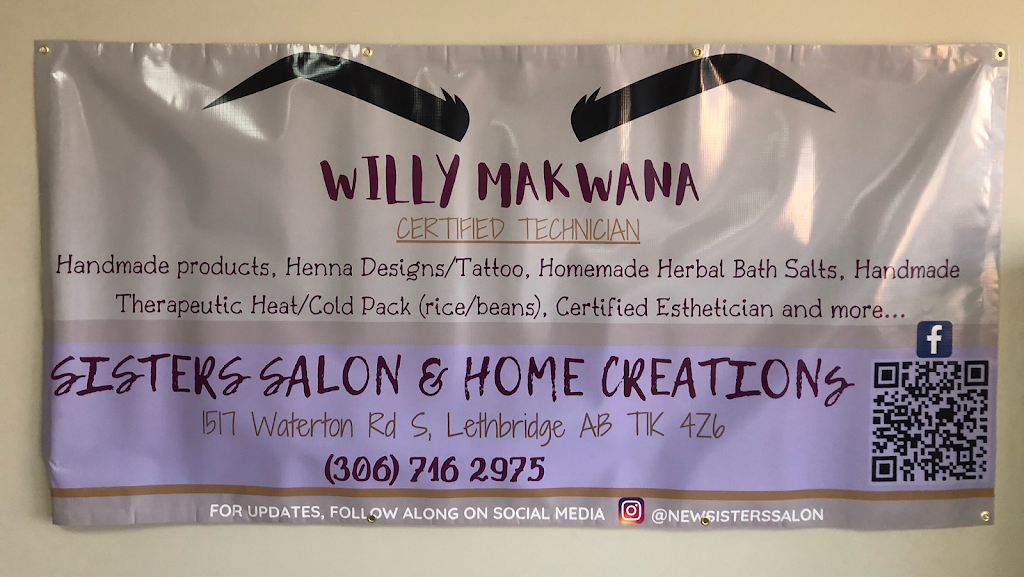 WILLY MAKWANA
CERTIFIED TECHNICIAN
Handmade products, Henna Designs/Tattoo, Homemade Herbal Bath Salts, Handmade
Therapeutic Heat/Cold Pack (rice/beans), Certified Esthetician and more...
f
SISTERS SALON & HOME CREATIONS
1517 Waterton Rd S, Lethbridge AB T1K 4Z6
(306) 716 2975
FOR UPDATES, FOLLOW ALONG ON SOCIAL MEDIA @NEWSISTERSSALON